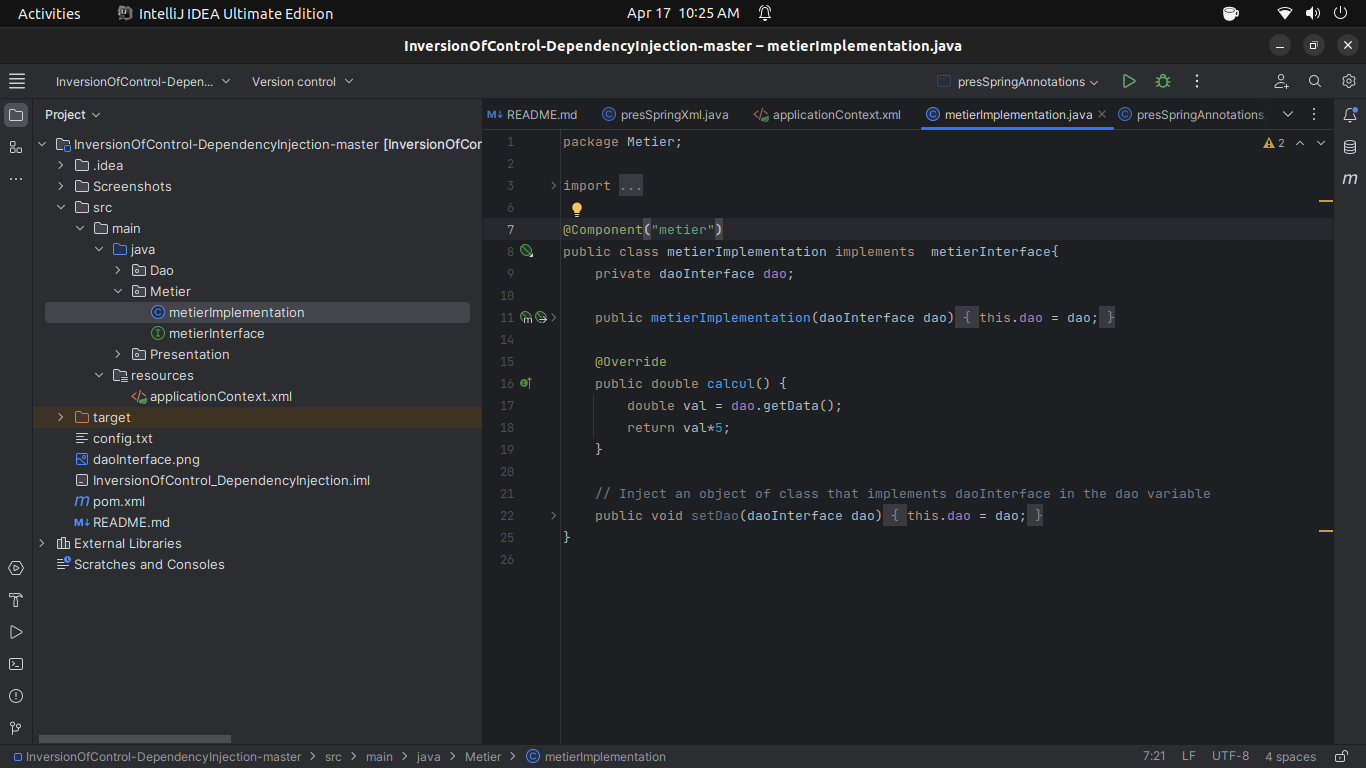 Activities IntelliJ IDEA Ultimate Edition Apr 17 10:25 AM
InversionOfControl-DependencyInjection-master – metierImplementation.java
InversionOfControl-Depen... Version control presSpringAnnotations
Project
README.md presSpringXml.java applicationContext.xml metierImplementation.java presSpringAnnotations.
InversionOfControl-DependencyInjection-master [InversionOfCor
.idea
Screenshots
src
main
java
Dao
Metier
metierImplementation
metierInterface
Presentation
resources
applicationContext.xml
target
config.txt
daoInterface.png
InversionOfControl_DependencyInjection.iml
pom.xml
README.md
External Libraries
Scratches and Consoles
1 package Metier; 2
2
3 import ...
6
7 @Component("metier")
8 public class metierImplementation implements  metierInterface{
9 private daoInterface dao;
10
11 public metierImplementation(daoInterface dao) { this.dao = dao; }
14
15 @Override
16 public double calcul() {
17 double val = dao.getData();
18 return val*5;
19 }
20
21 // Inject an object of class that implements daoInterface in the dao variable
22 public void setDao(daoInterface dao) { this.dao = dao; }
25 }
26
InversionOfControl-DependencyInjection-master > src > main > java > Metier > metierImplementation 7:21 LF UTF-8 4 spaces